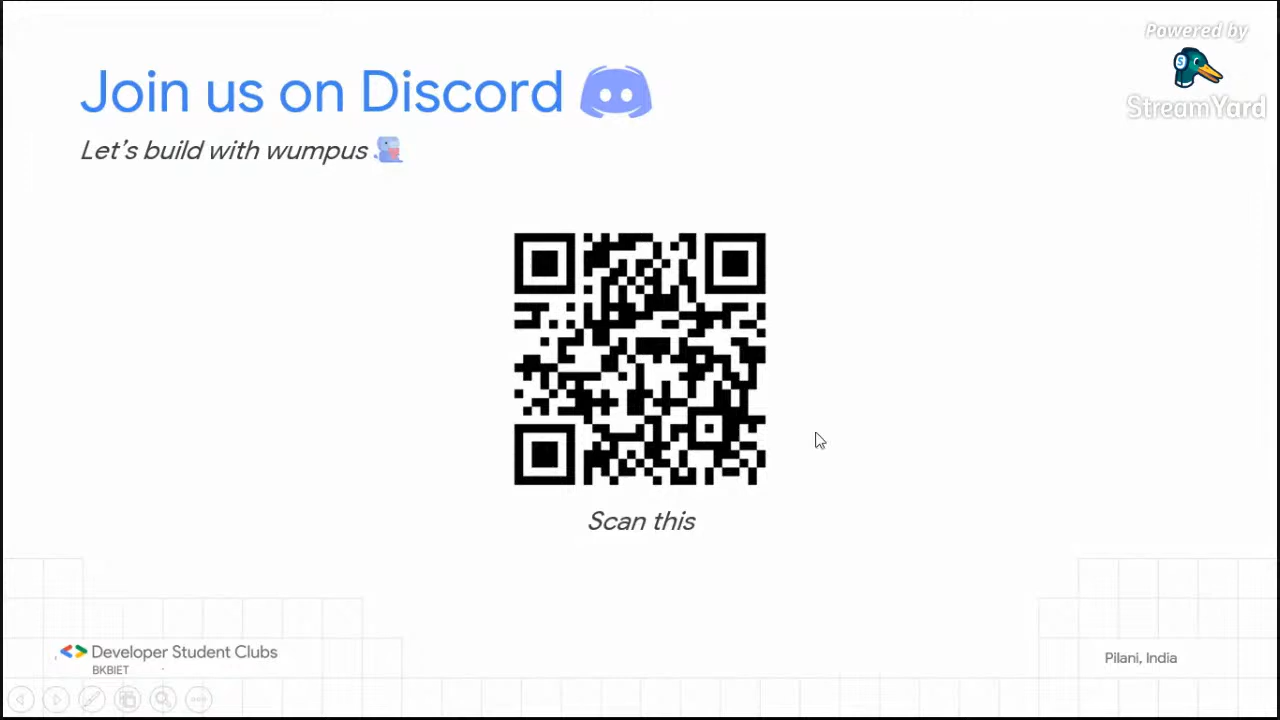 Powered by
StreamYard
Join us on Discord
Let's build with wumpus
Scan this
Developer Student Clubs
BKBIET
Pilani, India